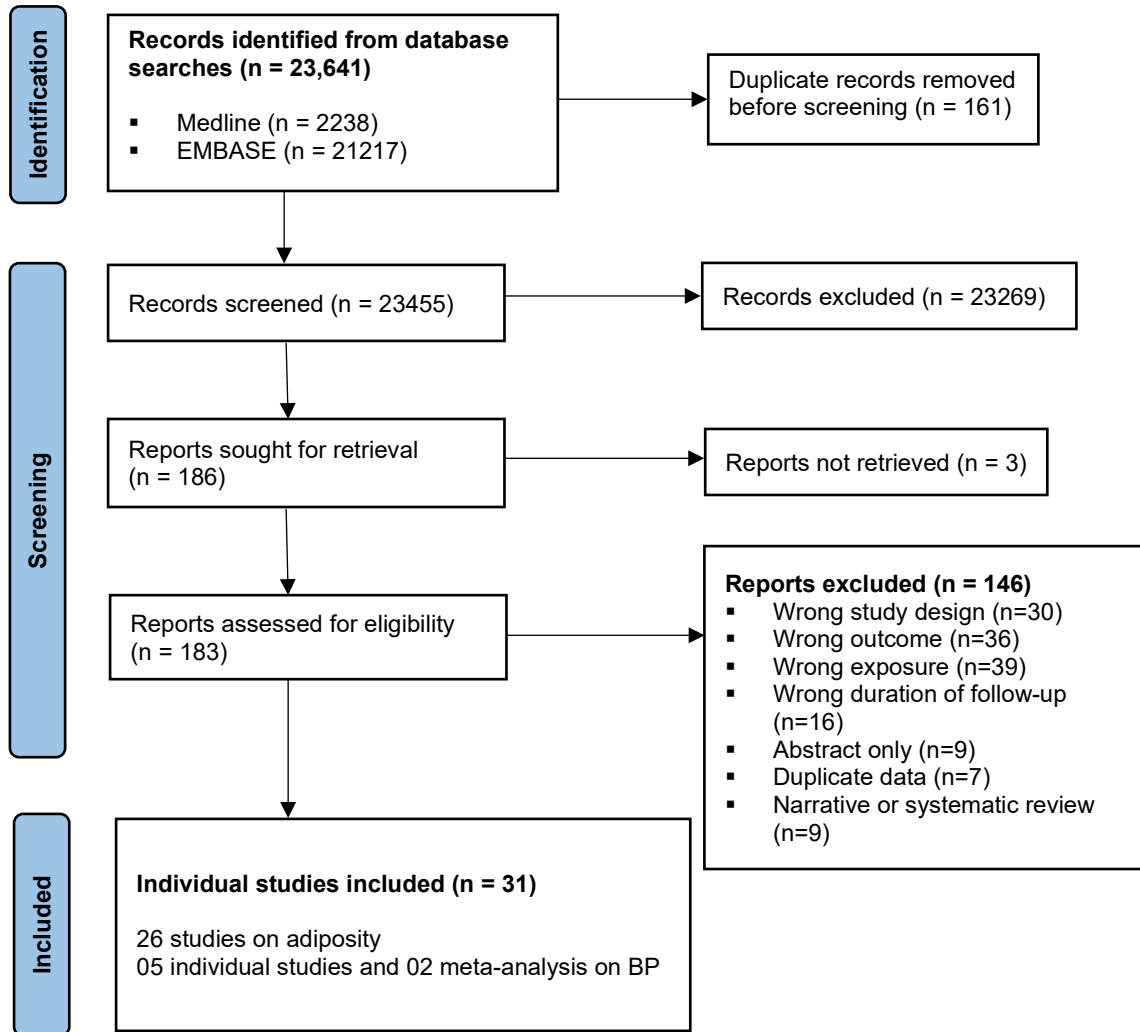 Identification
Records identified from database
searches (n = 23,641)
▪ Medline (n = 2238)
▪ EMBASE (n = 21217)
Duplicate records removed
before screening (n = 161)
Screening
Records screened (n = 23455)
Records excluded (n = 23269)
Reports sought for retrieval
(n = 186)
Reports not retrieved (n = 3)
Reports assessed for eligibility
(n = 183)
Reports excluded (n = 146)
▪ Wrong study design (n=30)
▪ Wrong outcome (n=36)
▪ Wrong exposure (n=39)
▪ Wrong duration of follow-up
(n=16)
▪ Abstract only (n=9)
▪ Duplicate data (n=7)
▪ Narrative or systematic review
(n=9)
Included
Individual studies included (n = 31)
26 studies on adiposity
05 individual studies and 02 meta-analysis on BP